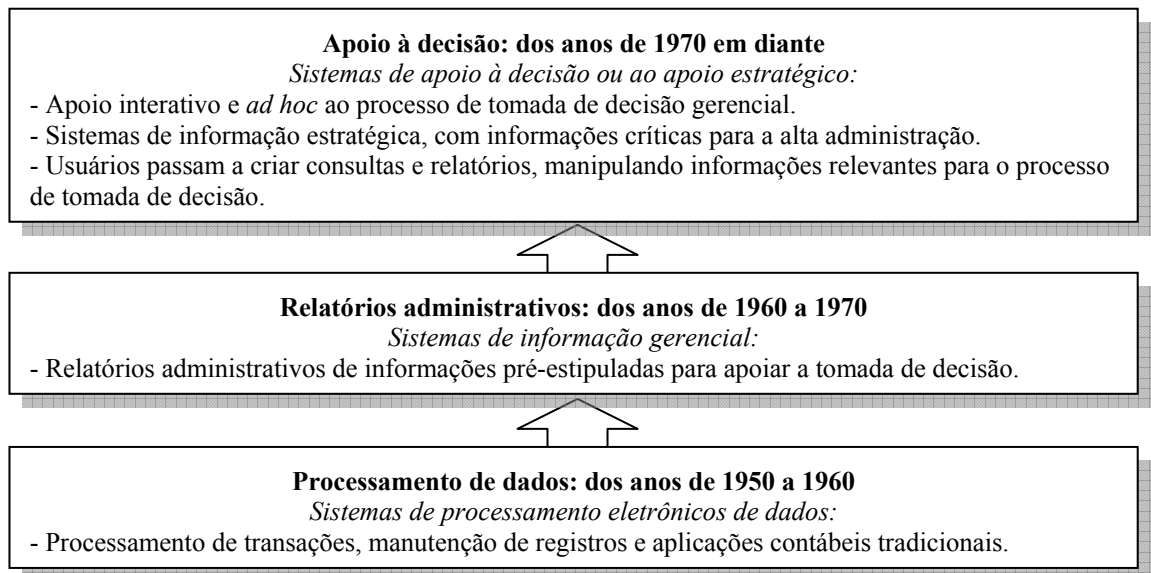 Apoio à decisão: dos anos de 1970 em diante
Sistemas de apoio à decisão ou ao apoio estratégico:
- Apoio interativo e ad hoc ao processo de tomada de decisão gerencial.
- Sistemas de informação estratégica, com informações críticas para a alta administração.
- Usuários passam a criar consultas e relatórios, manipulando informações relevantes para o processo
de tomada de decisão.
Relatórios administrativos: dos anos de 1960 a 1970
Sistemas de informação gerencial:
- Relatórios administrativos de informações pré-estipuladas para apoiar a tomada de decisão.
Processamento de dados: dos anos de 1950 a 1960
Sistemas de processamento eletrônicos de dados:
- Processamento de transações, manutenção de registros e aplicações contábeis tradicionais.